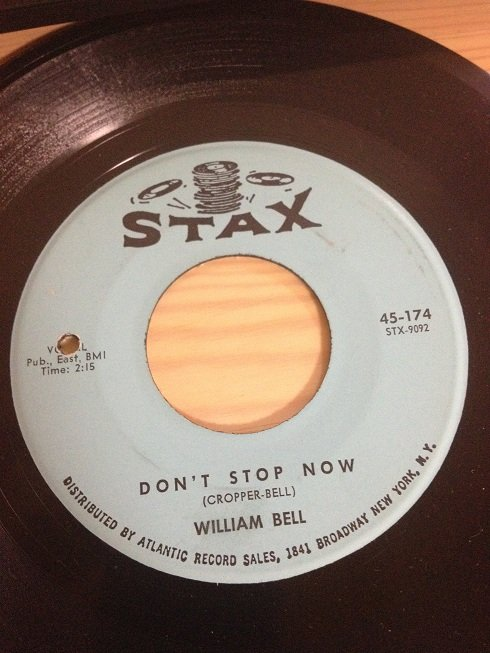 STAX
45-174
STX-9092
Pub., East, BMI
Time: 2:15
DON'T STOP NOW
(CROPPER-BELL)
WILLIAM BELL
DISTRIBUTED BY ATLANTIC RECORD SALES, 1841 BROADWAY NEW YORK, N. Y.